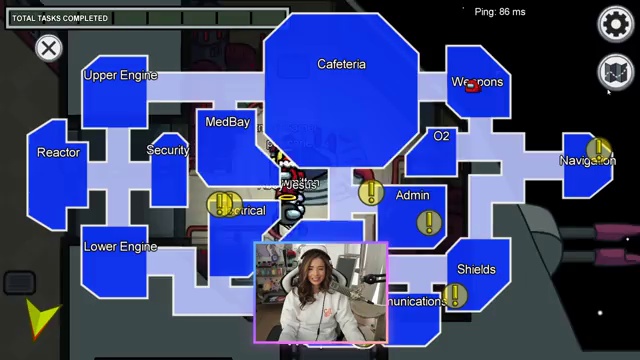 TOTAL TASKS COMPLETED
Ping: 86 ms
Cafeteria
Upper Engine
Weapons
MedBay
O2
Reactor
Security
Navigation
Admin
Lower Engine
Shields